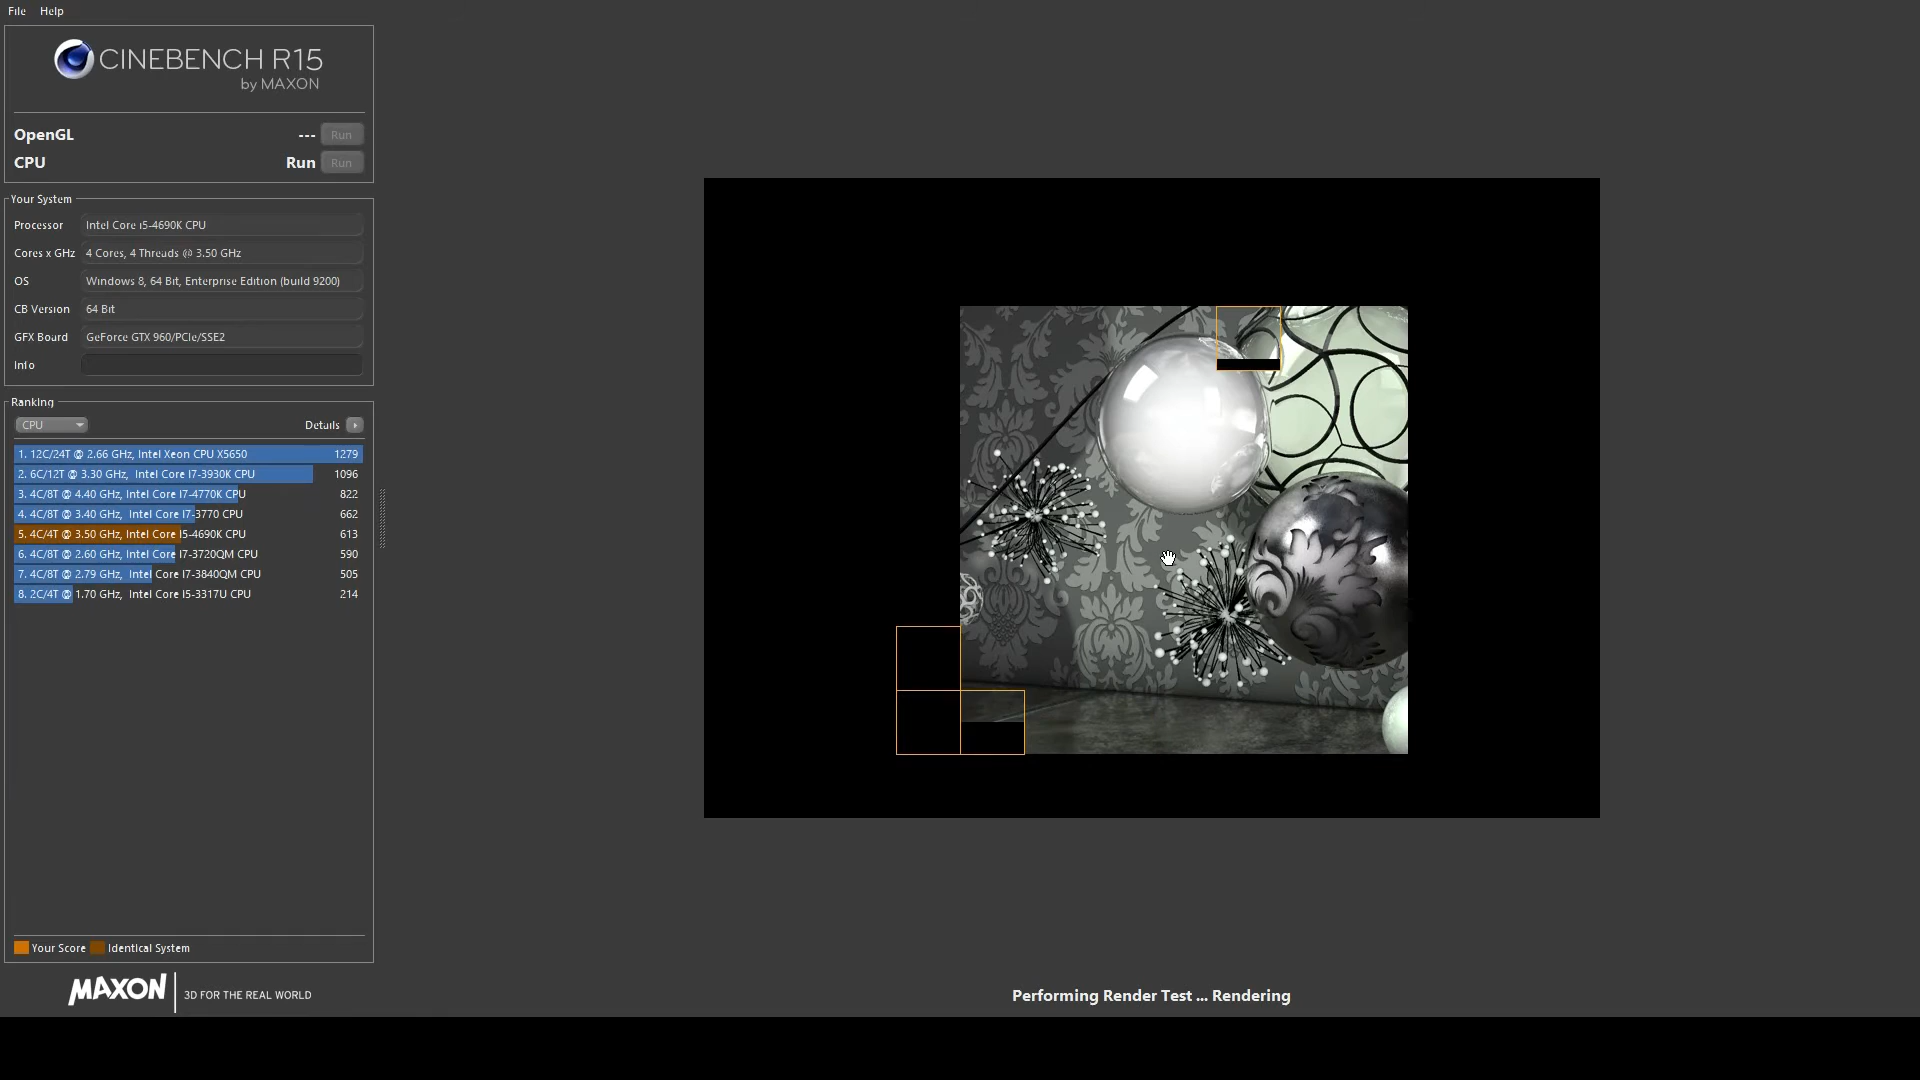 File Help
CINEBENCH R15
by MAXON
OpenGL --- Run
CPU Run Run
Your System
Processor Intel Core i5-4690K CPU
Cores x GHz 4 Cores, 4 Threads @ 3.50 GHz
OS Windows 8, 64 Bit, Enterprise Edition (build 9200)
CB Version 64 Bit
GFX Board GeForce GTX 960/PCIe/SSE2
Info
Ranking
CPU Details
1. 12C/24T @ 2.66 GHz, Intel Xeon CPU X5650 1279
2. 6C/12T @ 3.30 GHz, Intel Core I7-3930K CPU 1096
3. 4C/8T @ 4.40 GHz, Intel Core I7-4770K CPU 822
4. 4C/8T @ 3.40 GHz, Intel Core I7-3770 CPU 662
5. 4C/4T @ 3.50 GHz, Intel Core I5-4690K CPU 613
6. 4C/8T @ 2.60 GHz, Intel Core I7-3720QM CPU 590
7. 4C/8T @ 2.79 GHz, Intel Core I7-3840QM CPU 505
8. 2C/4T @ 1.70 GHz, Intel Core I5-3317U CPU 214
Your Score Identical System
MAXON 3D FOR THE REAL WORLD
Performing Render Test ... Rendering